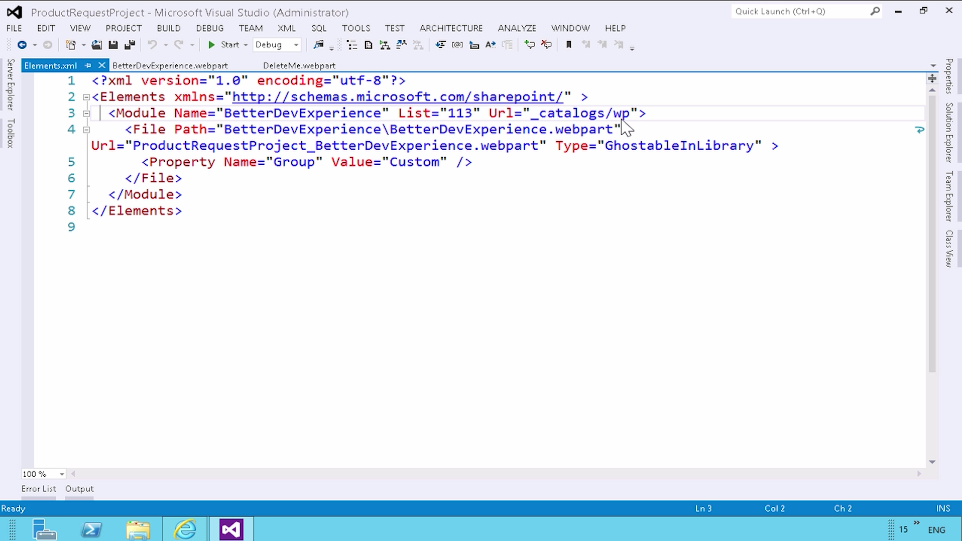 ProductRequestProject - Microsoft Visual Studio (Administrator)
Quick Launch (Ctrl+Q)
FILE EDIT VIEW PROJECT BUILD DEBUG TEAM XML SQL TOOLS TEST ARCHITECTURE ANALYZE WINDOW HELP
Start Debug
Elements.xml BetterDevExperience.webpart DeleteMe.webpart
Server Explorer
Toolbox
1 <?xml version="1.0" encoding="utf-8"?>
2 <Elements xmlns="http://schemas.microsoft.com/sharepoint/" >
3 <Module Name="BetterDevExperience" List="113" Url="_catalogs/wp">
4 <File Path="BetterDevExperience\BetterDevExperience.webpart"
Url="ProductRequestProject_BetterDevExperience.webpart" Type="GhostableInLibrary" >
5 <Property Name="Group" Value="Custom" />
6 </File>
7 </Module>
8 </Elements>
9
Properties
Solution Explorer
Team Explorer
Class View
100 %
Error List Output
Ready Ln 3 Col 2 Ch 2 INS
15 ENG